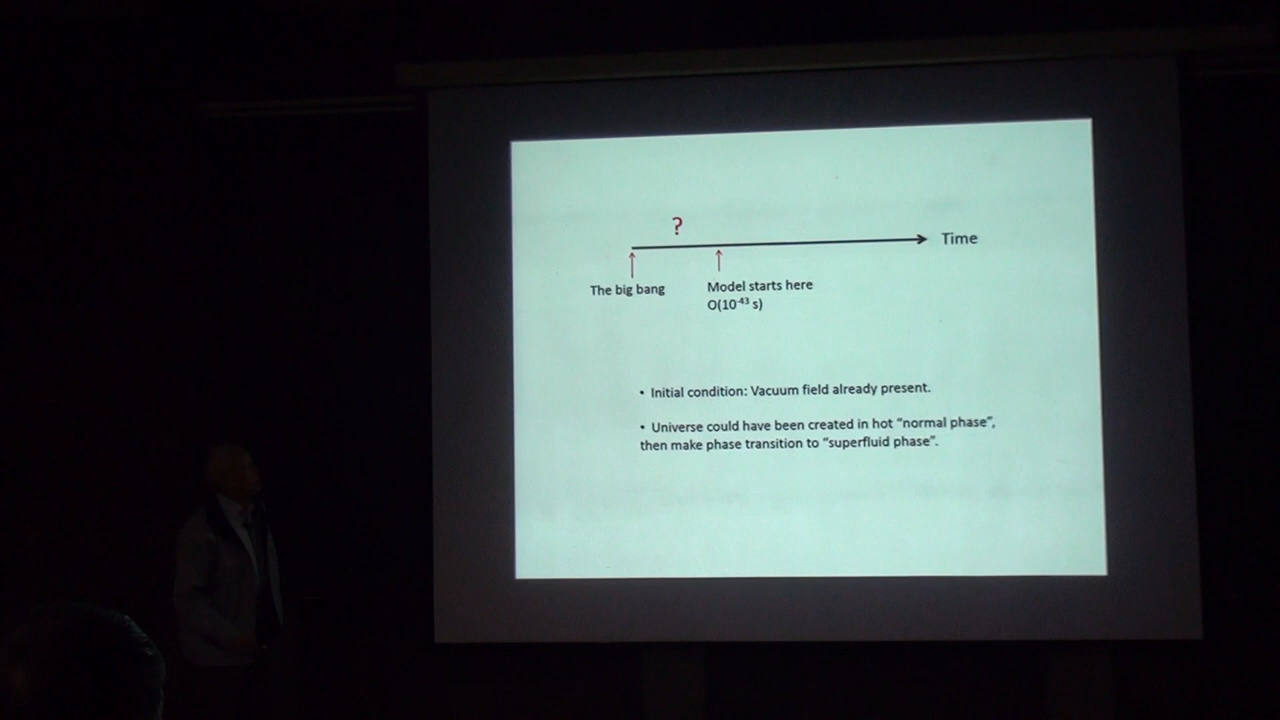 ?
Time
The big bang
Model starts here
O(10⁻⁴³ s)
• Initial condition: Vacuum field already present.
• Universe could have been created in hot “normal phase”,
then make phase transition to “superfluid phase”.